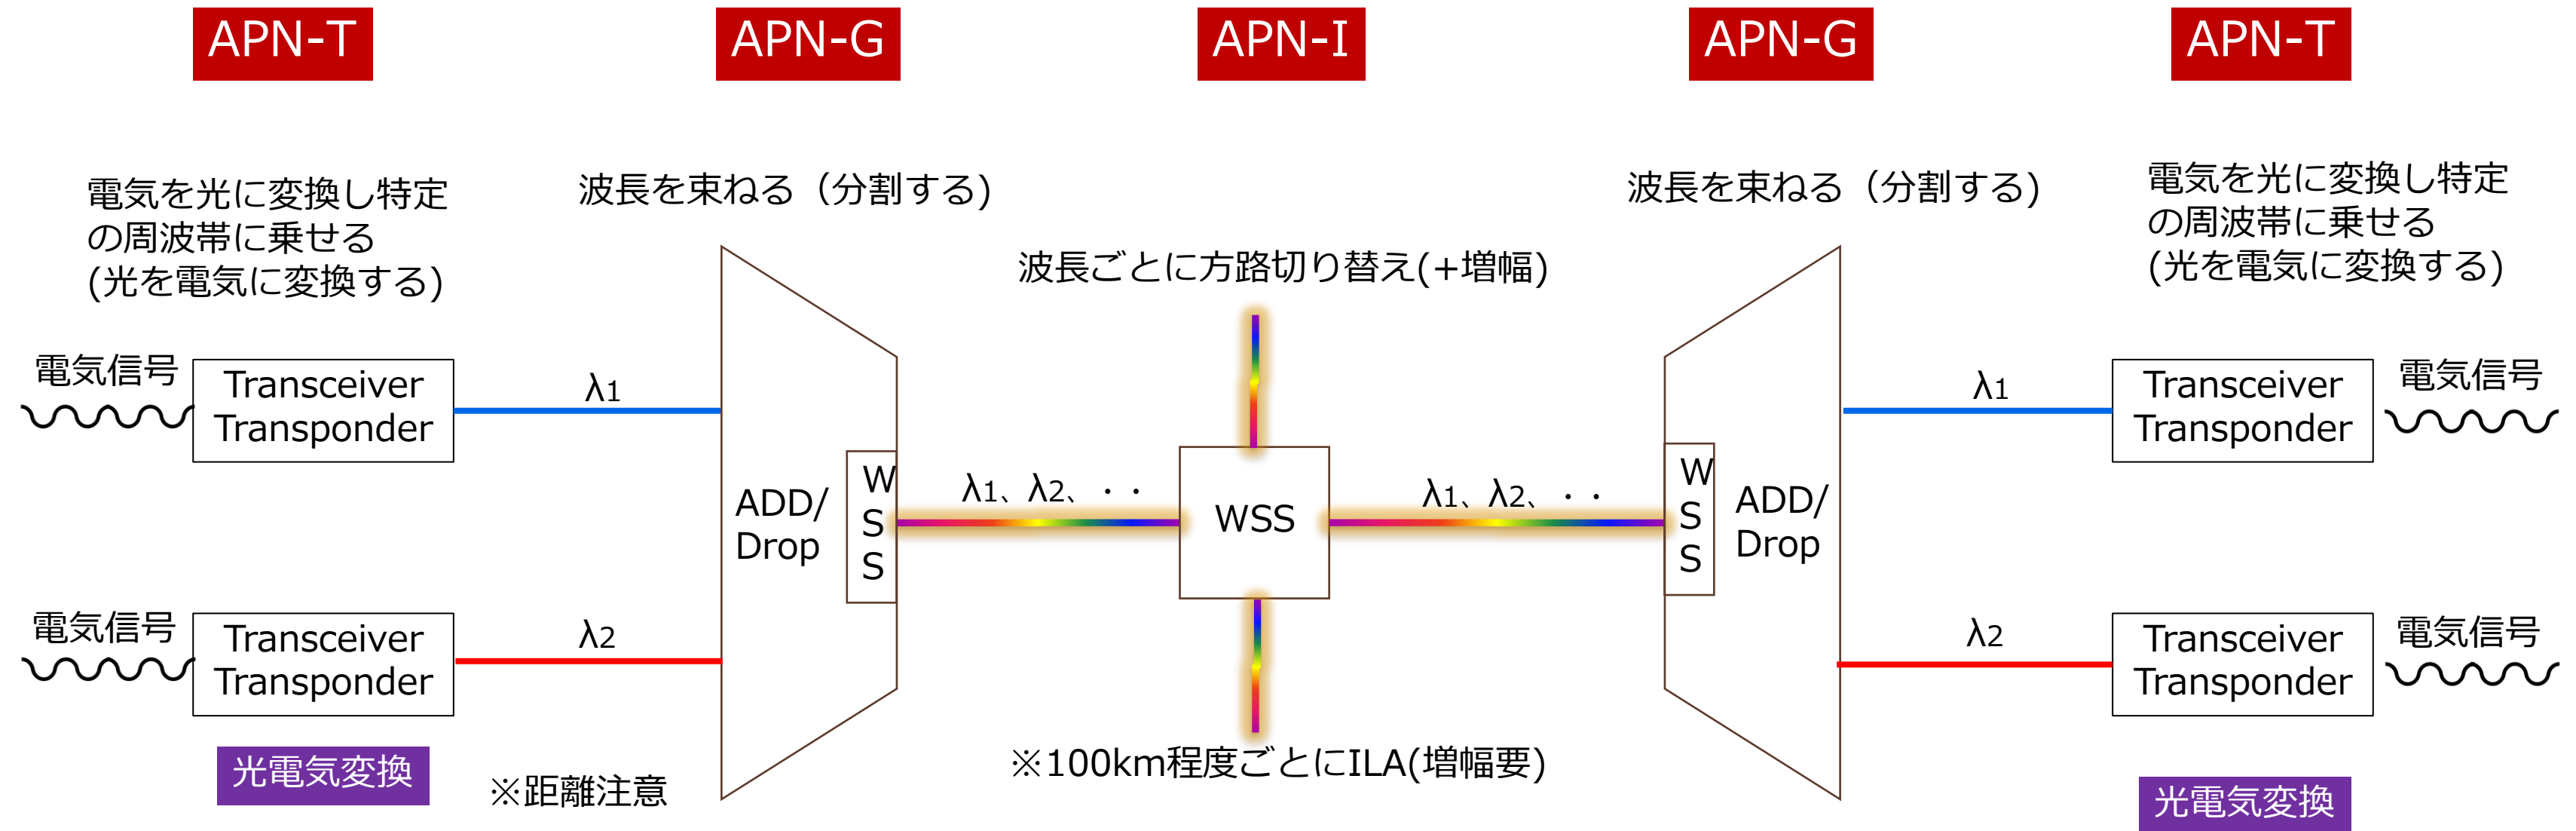 APN-T
APN-G
APN-I
APN-G
APN-T
電気を光に変換し特定
の周波帯に乗せる
(光を電気に変換する)
波長を束ねる（分割する)
波長ごとに方路切り替え(+増幅)
波長を束ねる（分割する)
電気を光に変換し特定
の周波帯に乗せる
(光を電気に変換する)
電気信号
Transceiver
Transponder
λ1
λ1
Transceiver
Transponder
電気信号
ADD/
Drop
W
S
S
λ1、λ2、・・
WSS
λ1、λ2、・・
W
S
S
ADD/
Drop
電気信号
Transceiver
Transponder
λ2
λ2
Transceiver
Transponder
電気信号
光電気変換
※距離注意
※100km程度ごとにILA(増幅要)
光電気変換